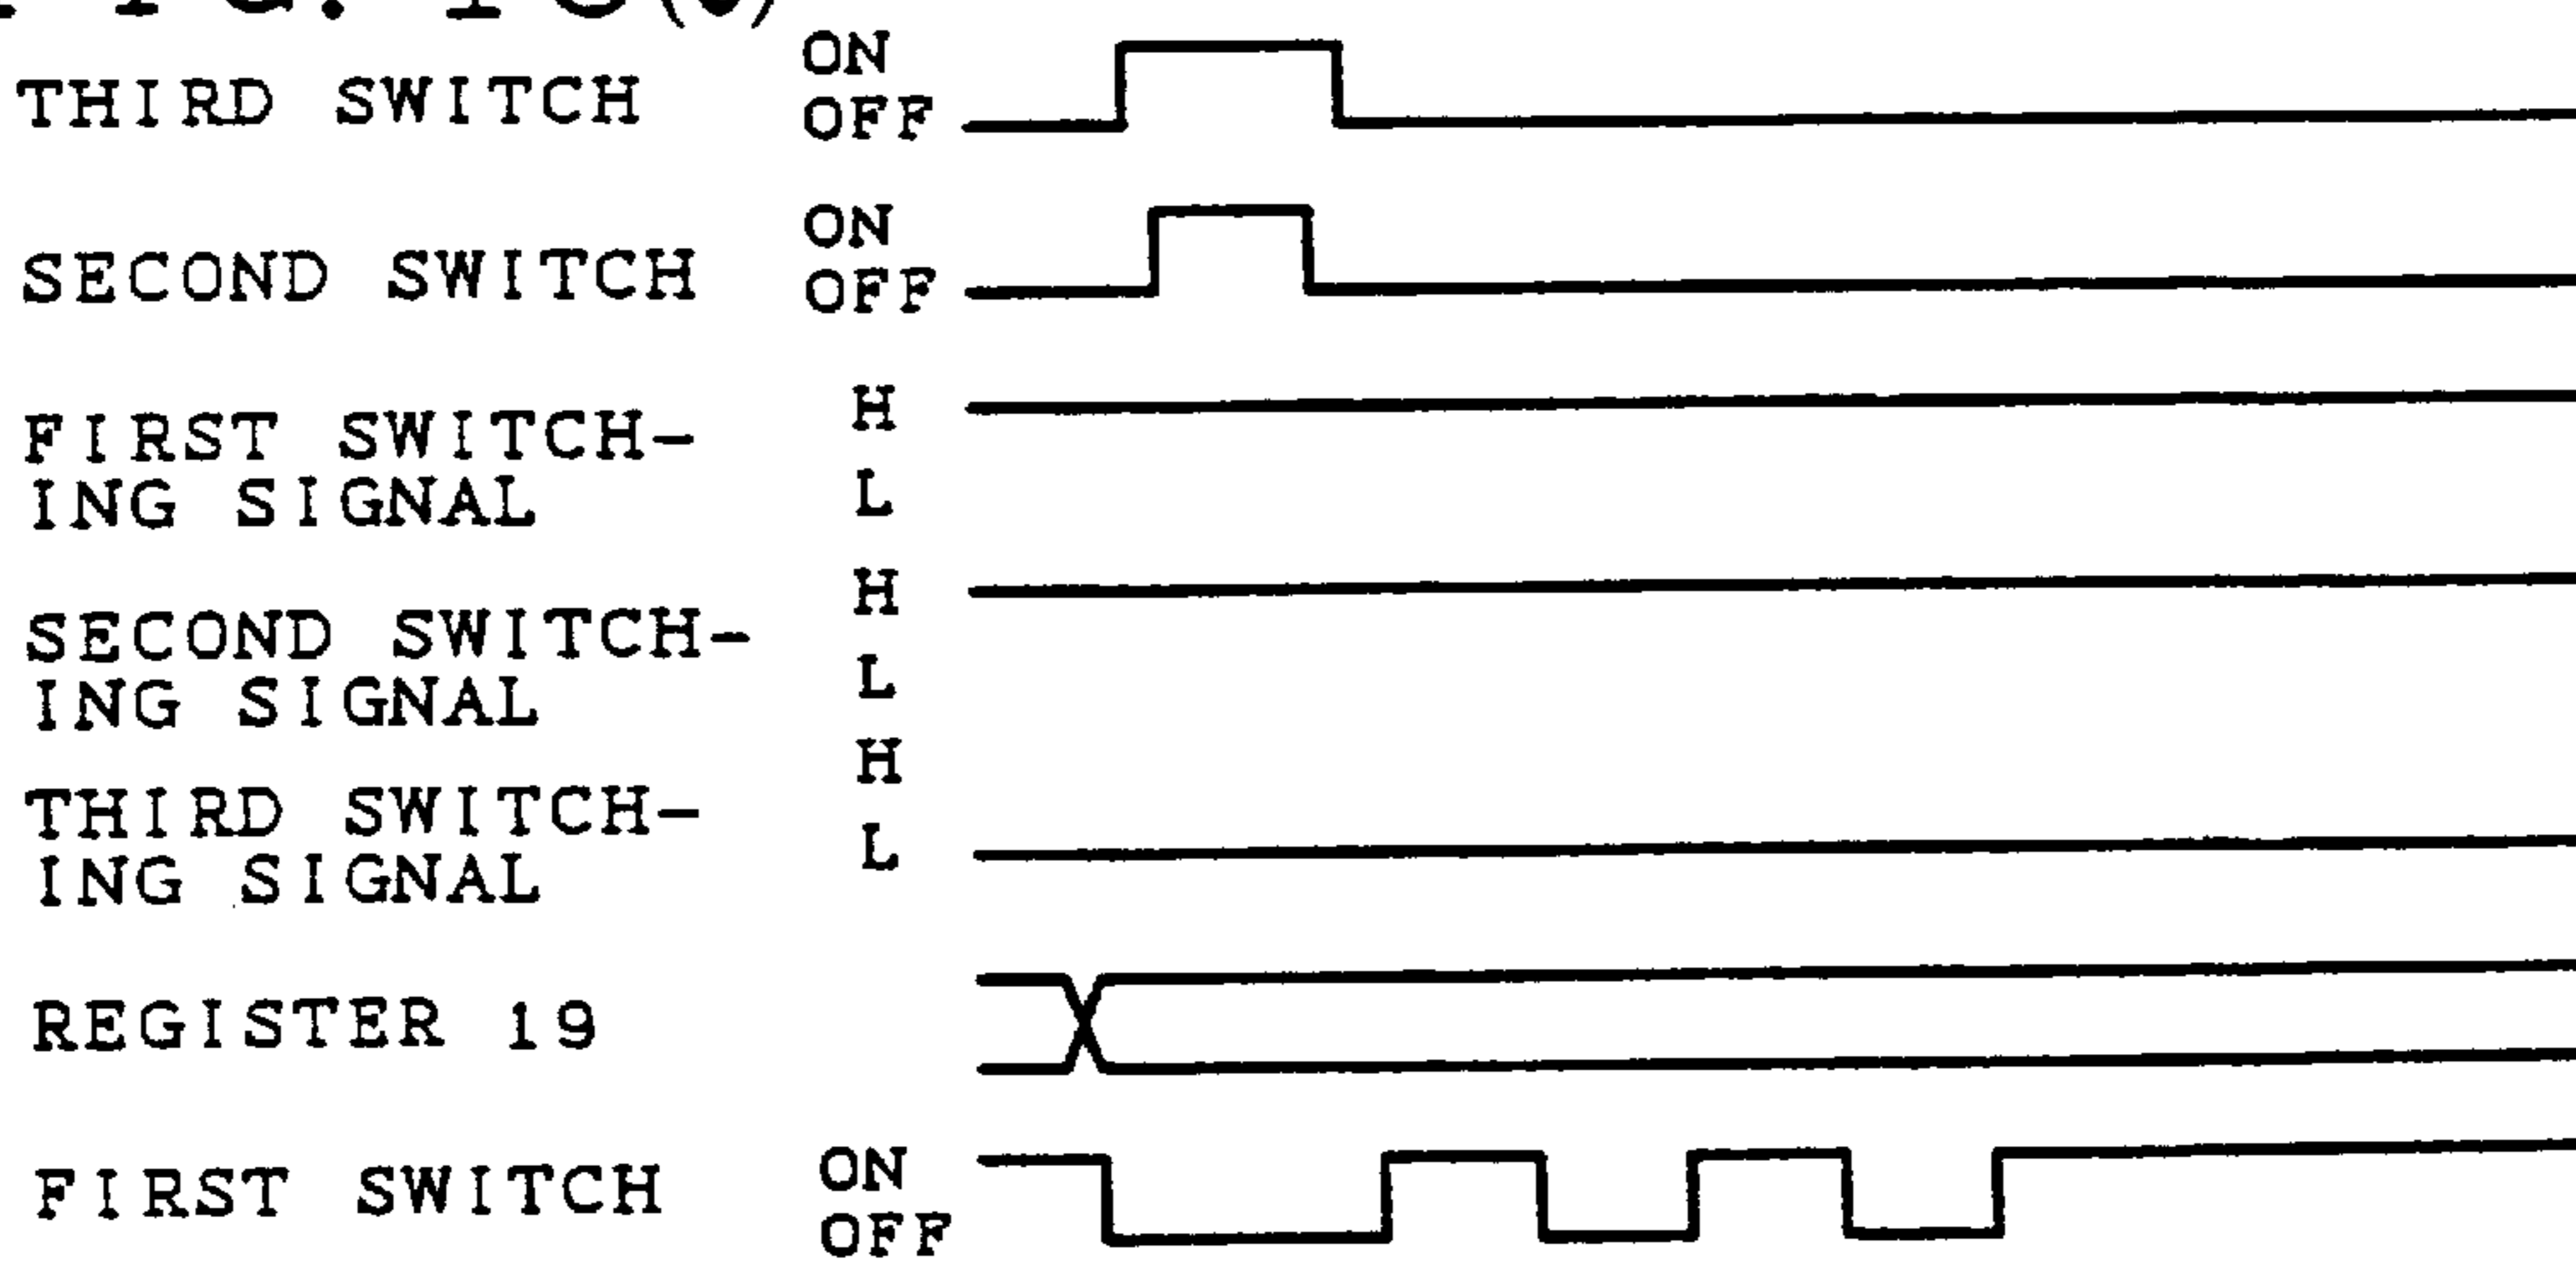 THIRD SWITCH
ON
OFF
SECOND SWITCH
ON
OFF
FIRST SWITCH-
ING SIGNAL
H
L
SECOND SWITCH-
ING SIGNAL
H
L
THIRD SWITCH-
ING SIGNAL
H
L
REGISTER 19
FIRST SWITCH
ON
OFF